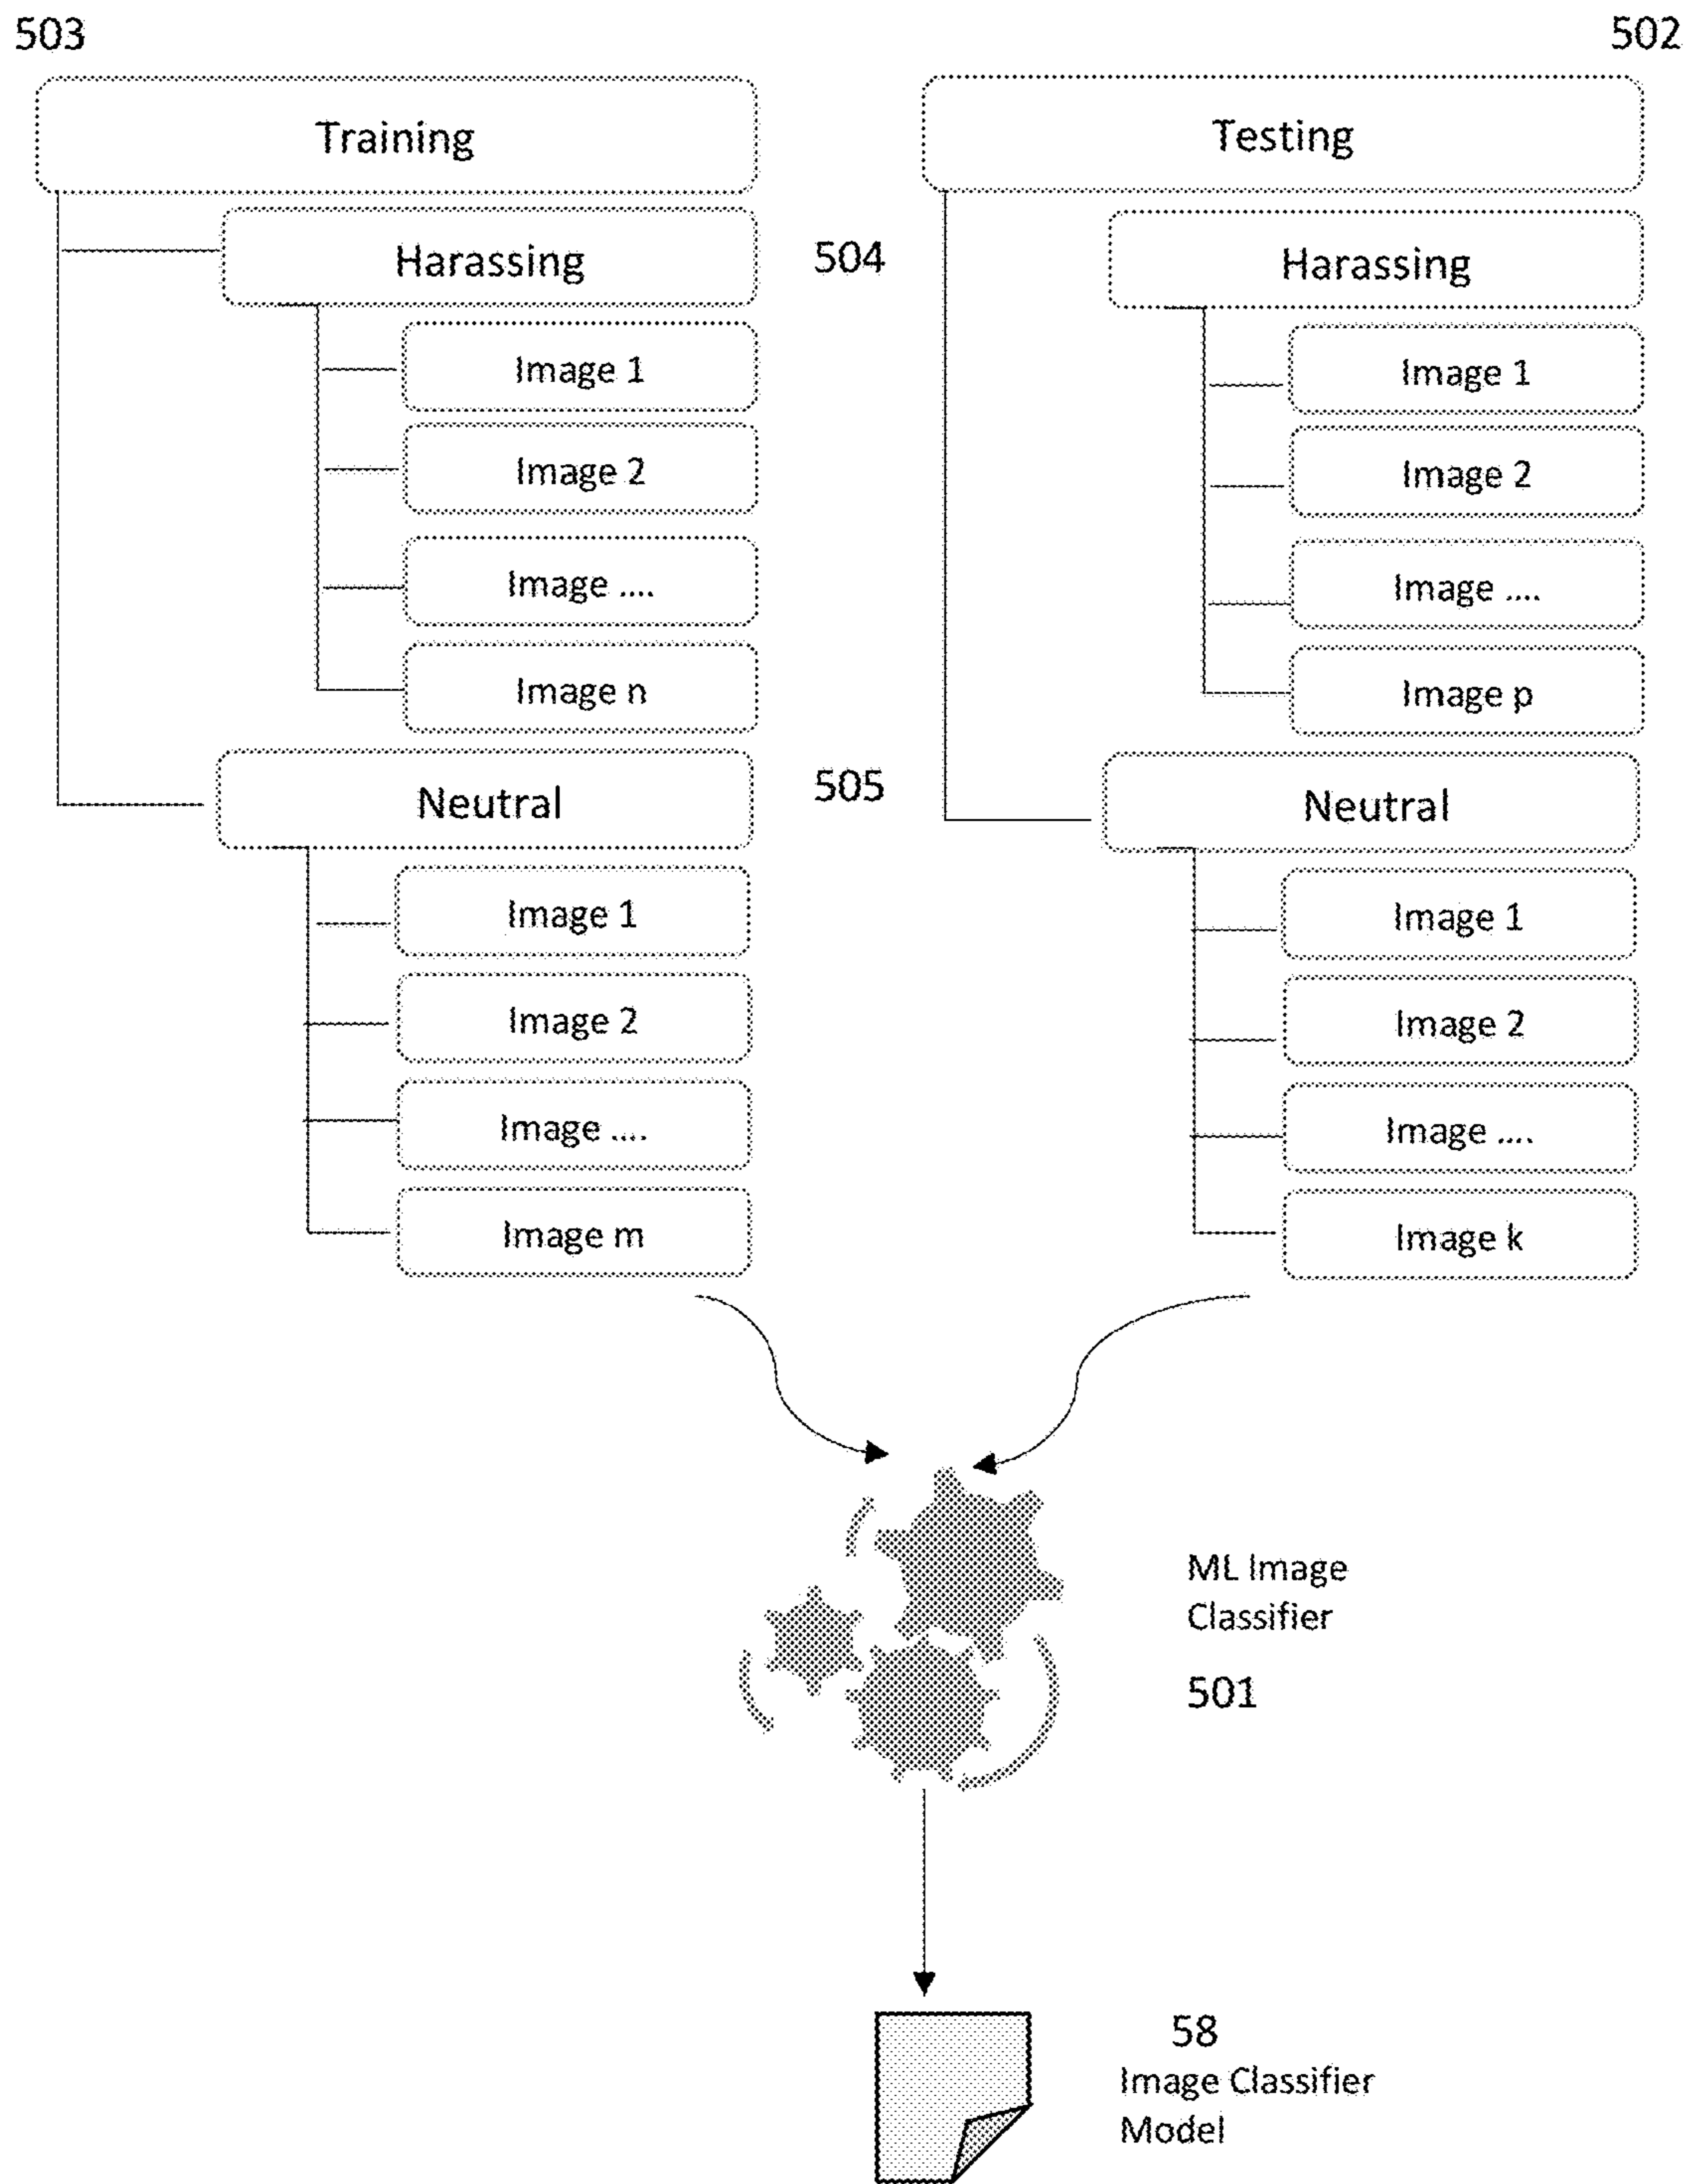 503
502
Training
Testing
Harassing
504
Harassing
Image 1
Image 1
Image 2
Image 2
Image ....
Image ....
Image n
Image p
Neutral
505
Neutral
Image 1
Image 1
Image 2
Image 2
Image ....
Image ....
Image m
Image k
ML Image
Classifier
501
58
Image Classifier
Model